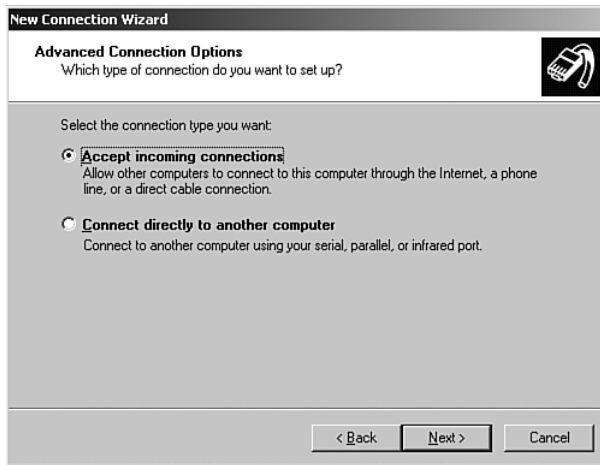 New Connection Wizard
Advanced Connection Options
Which type of connection do you want to set up?
Select the connection type you want:
Accept incoming connections
Allow other computers to connect to this computer through the Internet, a phone
line, or a direct cable connection.
Connect directly to another computer
Connect to another computer using your serial, parallel, or infrared port.
< Back
Next >
Cancel